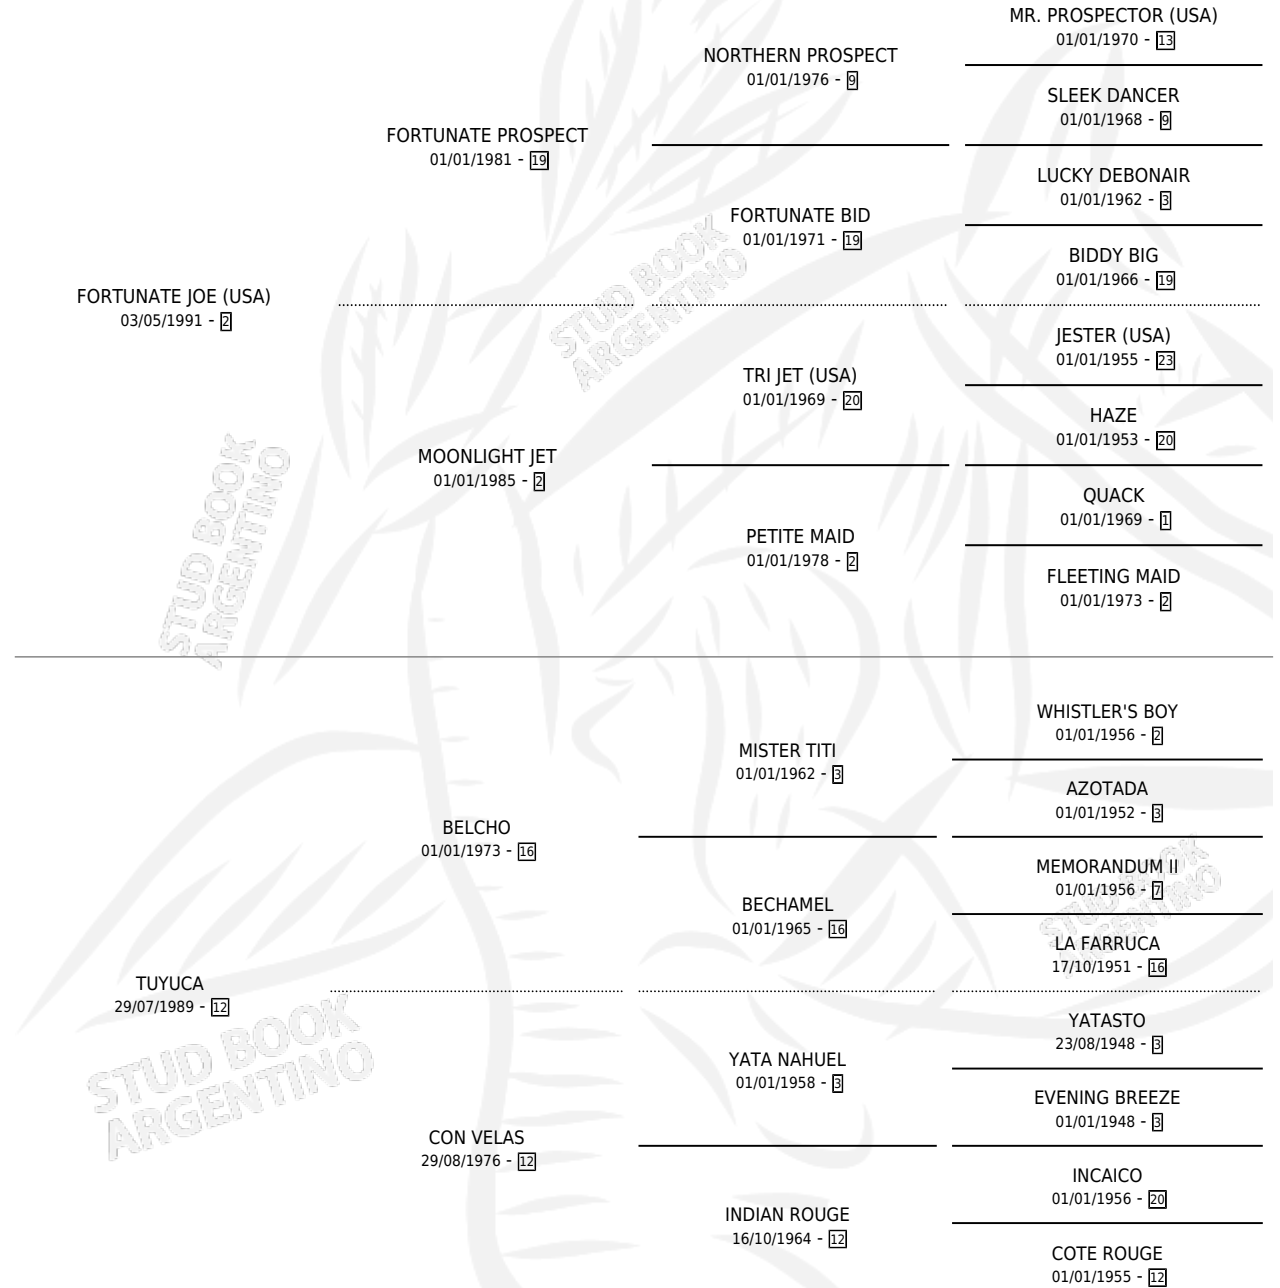 MR. PROSPECTOR (USA)
01/01/1970 - 13
NORTHERN PROSPECT
01/01/1976 - 9
SLEEK DANCER
01/01/1968 - 9
FORTUNATE PROSPECT
01/01/1981 - 19
LUCKY DEBONAIR
01/01/1962 - 3
FORTUNATE BID
01/01/1971 - 19
BIDDY BIG
01/01/1966 - 19
FORTUNATE JOE (USA)
03/05/1991 - 2
STUD BOOK
ARGENTINO
JESTER (USA)
01/01/1955 - 23
TRI JET (USA)
01/01/1969 - 20
HAZE
01/01/1953 - 20
MOONLIGHT JET
01/01/1985 - 2
QUACK
01/01/1969 - 1
PETITE MAID
01/01/1978 - 2
FLEETING MAID
01/01/1973 - 2
STUD BOOK
ARGENTINO
WHISTLER'S BOY
01/01/1956 - 2
MISTER TITI
01/01/1962 - 3
AZOTADA
01/01/1952 - 3
BELCHO
01/01/1973 - 16
MEMORANDUM II
01/01/1956 - 7
BECHAMEL
01/01/1965 - 16
STUD BOOK
ARGENTINO
LA FARRUCA
17/10/1951 - 16
TUYUCA
29/07/1989 - 12
YATASTO
23/08/1948 - 3
YATA NAHUEL
01/01/1958 - 3
STUD BOOK
ARGENTINO
EVENING BREEZE
01/01/1948 - 3
CON VELAS
29/08/1976 - 12
INCAICO
01/01/1956 - 20
INDIAN ROUGE
16/10/1964 - 12
COTE ROUGE
01/01/1955 - 12